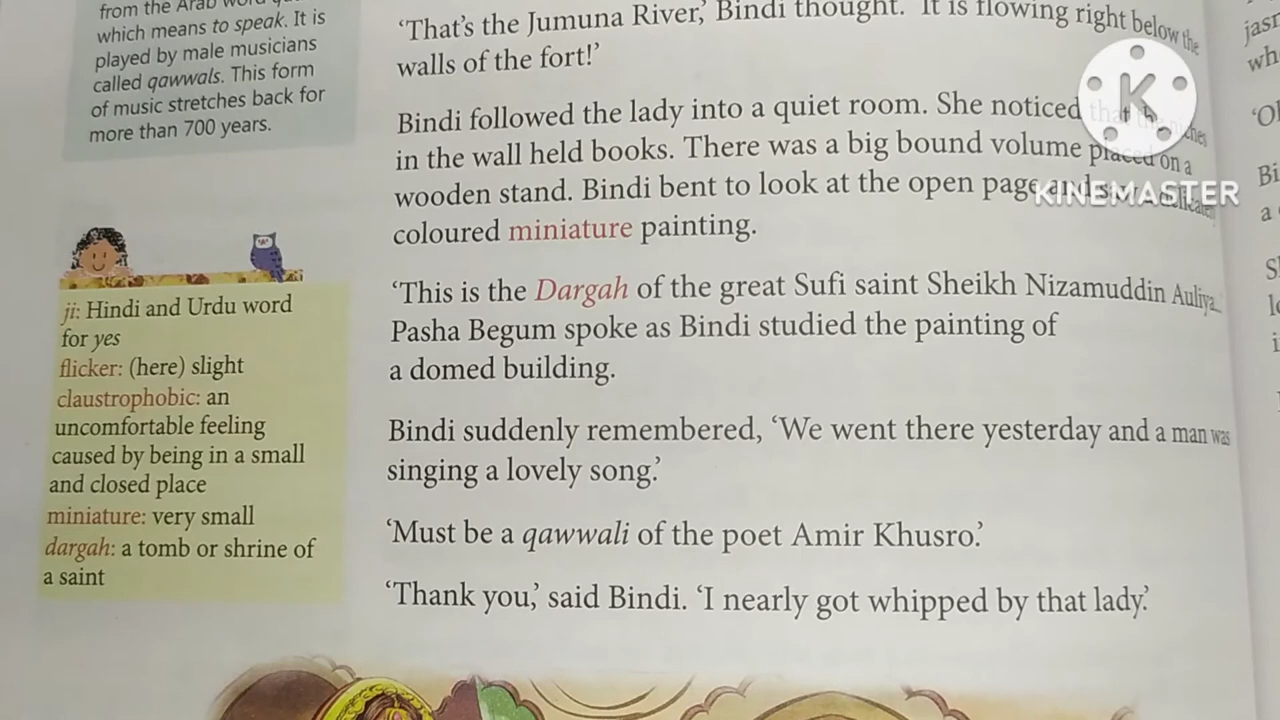 from the Arab word
which means to speak. It is
played by male musicians
called qawwals. This form
of music stretches back for
more than 700 years.
ji: Hindi and Urdu word
for yes
flicker: (here) slight
claustrophobic: an
uncomfortable feeling
caused by being in a small
and closed place
miniature: very small
dargah: a tomb or shrine of
a saint
‘That’s the Jumuna River,’ Bindi thought. ‘It is flowing right below the
walls of the fort!’
Bindi followed the lady into a quiet room. She noticed that the niches
in the wall held books. There was a big bound volume placed on a
wooden stand. Bindi bent to look at the open page and
coloured miniature painting.
‘This is the Dargah of the great Sufi saint Sheikh Nizamuddin Auliya.
Pasha Begum spoke as Bindi studied the painting of
a domed building.
Bindi suddenly remembered, ‘We went there yesterday and a man was
singing a lovely song.’
‘Must be a qawwali of the poet Amir Khusro.’
‘Thank you,’ said Bindi. ‘I nearly got whipped by that lady.’
K
KINEMASTER